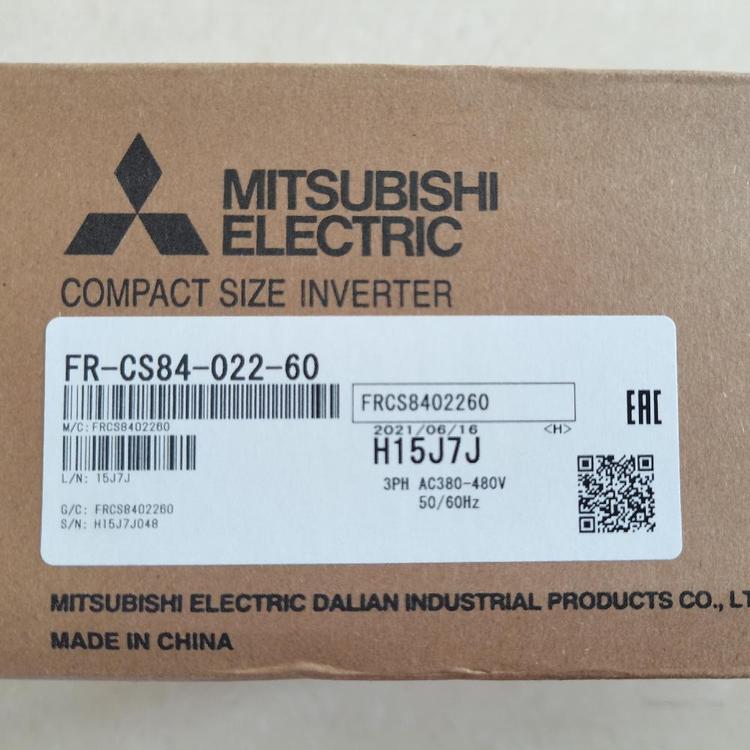 MITSUBISHI
ELECTRIC
COMPACT SIZE INVERTER
FR-CS84-022-60
FRCS8402260
M/C: FRCS8402260
2021/06/16 <H>
H15J7J
L/N: 15J7J
3PH AC380-480V
50/60Hz
G/C: FRCS8402260
S/N: H15J7J048
EAC
MITSUBISHI ELECTRIC DALIAN INDUSTRIAL PRODUCTS CO., LT
MADE IN CHINA